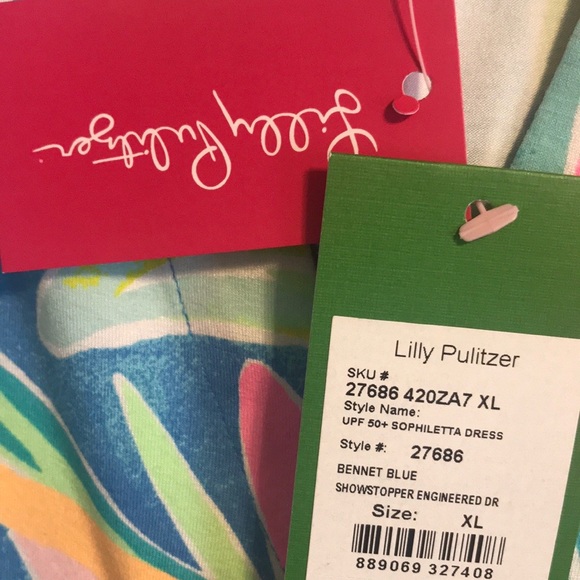 Lilly Pulitzer
Lilly Pulitzer
SKU #
27686 420ZA7 XL
Style Name:
UPF 50+ SOPHILETTA DRESS
Style #: 27686
BENNET BLUE
SHOWSTOPPER ENGINEERED DR
Size: XL
889069 327408